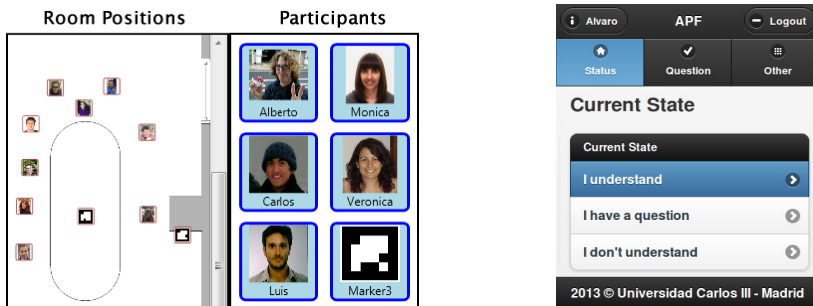 Room Positions
Participants
Alberto
Monica
Carlos
Veronica
Luis
Marker3
Alvaro
APF
Logout
Status
Question
Other
Current State
Current State
I understand
I have a question
I don't understand
2013 © Universidad Carlos III - Madrid